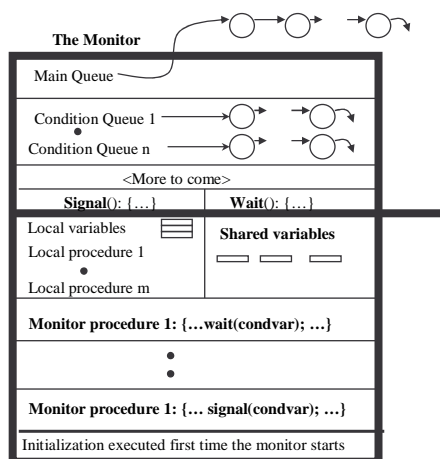 The Monitor
Main Queue
Condition Queue 1
Condition Queue n
<More to come>
Signal(): {…}
Wait(): {…}
Local variables
Shared variables
Local procedure 1
Local procedure m
Monitor procedure 1: {…wait(condvar); …}
Monitor procedure 1: {… signal(condvar); …}
Initialization executed first time the monitor starts